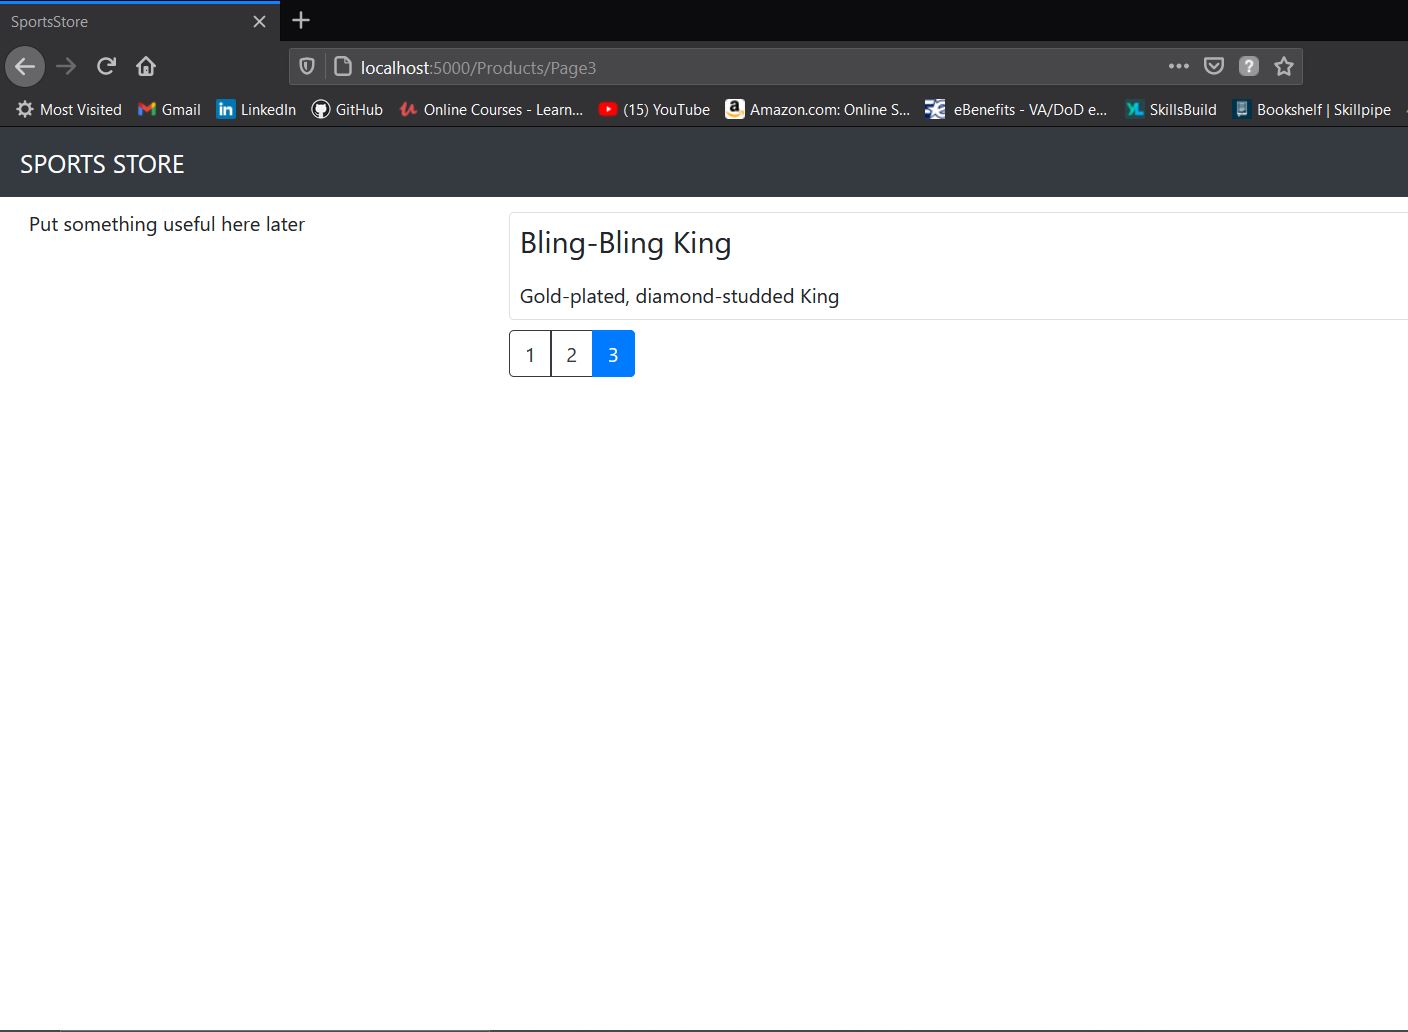 SportsStore
localhost:5000/Products/Page3
Most Visited Gmail LinkedIn GitHub Online Courses - Learn... (15) YouTube Amazon.com: Online S... eBenefits - VA/DoD e... SkillsBuild Bookshelf | Skillpipe
SPORTS STORE
Put something useful here later
Bling-Bling King
Gold-plated, diamond-studded King
1 2 3